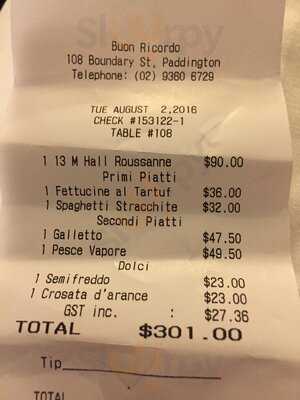 Buon Ricordo
108 Boundary St, Paddington
Telephone: (02) 9360 6729
TUE AUGUST 2,2016
CHECK #153122-1
TABLE #108
1 13 M Hall Roussanne $90.00
Primi Piatti
1 Fettucine al Tartuf $36.00
1 Spaghetti Stracchite $32.00
Secondi Piatti
1 Galletto $47.50
1 Pesce Vapore $49.50
Dolci
1 Semifreddo $23.00
1 Crosata d'arance $23.00
GST inc. : $27.36
TOTAL $301.00
Tip
TOTAL